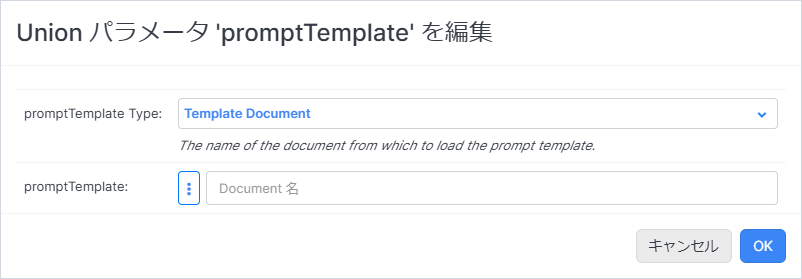 Union パラメータ 'promptTemplate' を編集
promptTemplate Type:
Template Document
The name of the document from which to load the prompt template.
promptTemplate:
Document 名
キャンセル
OK